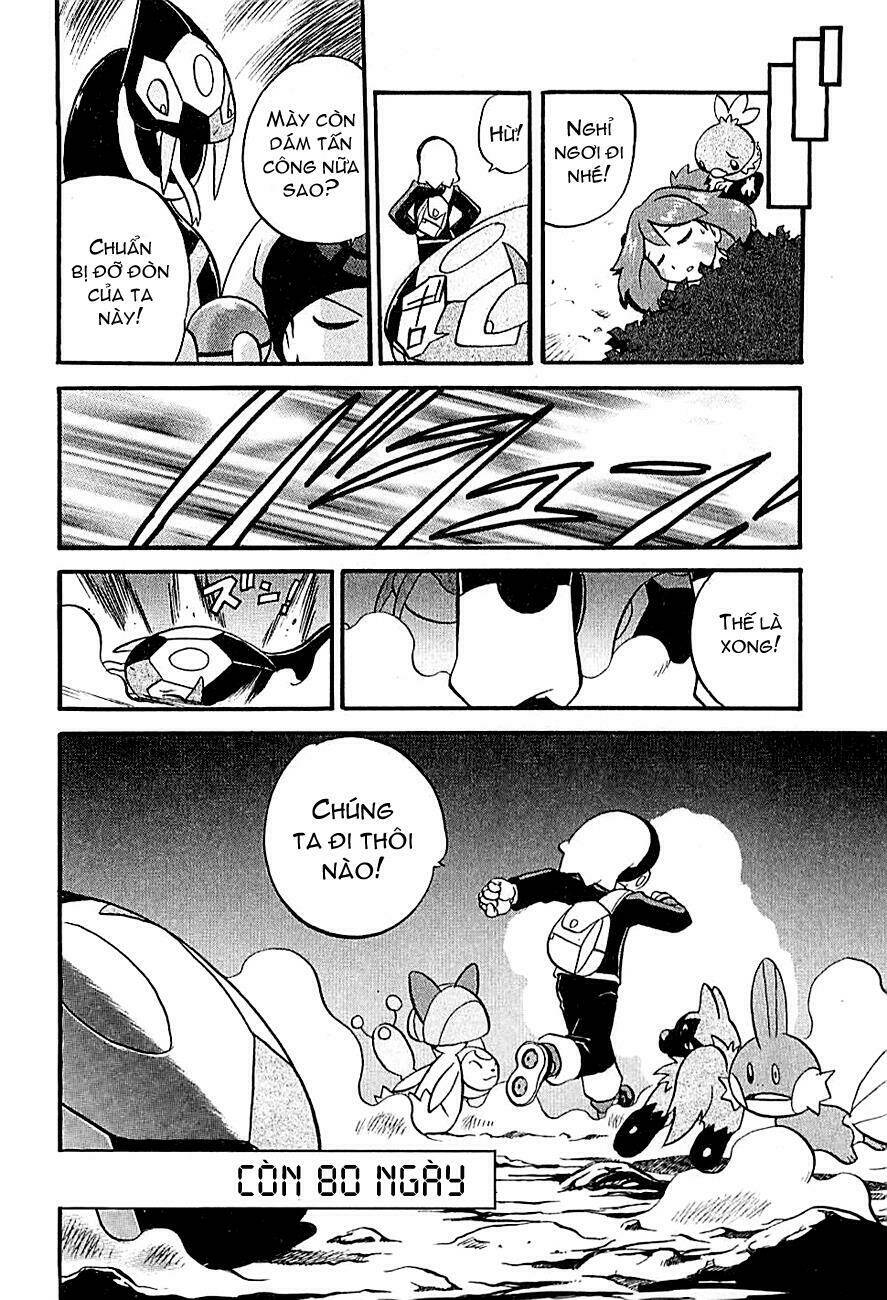 NGHỈ
NGƠI ĐI
NHÉ!
HỪ!
MÀY CÒN
DÁM TẤN
CÔNG NỮA
SAO?
CHUẨN
BỊ ĐỠ ĐÒN
CỦA TA
NÀY!
THẾ LÀ
XONG!
CHÚNG
TA ĐI THÔI
NÀO!
CÒN 80 NGÀY